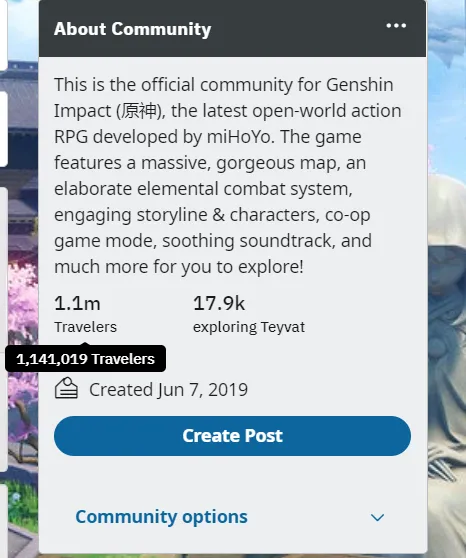 About Community
This is the official community for Genshin
Impact (原神), the latest open-world action
RPG developed by miHoYo. The game
features a massive, gorgeous map, an
elaborate elemental combat system,
engaging storyline & characters, co-op
game mode, soothing soundtrack, and
much more for you to explore!
1.1m 17.9k
Travelers exploring Teyvat
1,141,019 Travelers
Created Jun 7, 2019
Create Post
Community options